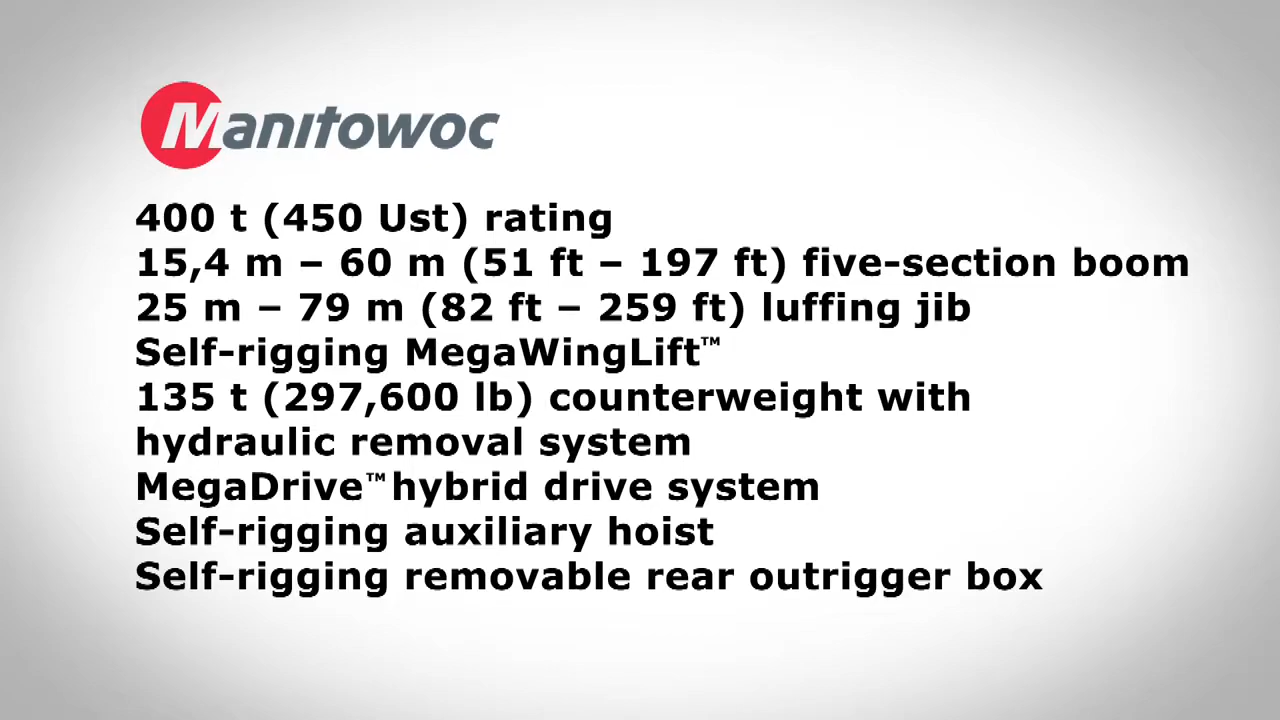 Manitowoc
400 t (450 Ust) rating
15,4 m – 60 m (51 ft – 197 ft) five-section boom
25 m – 79 m (82 ft – 259 ft) luffing jib
Self-rigging MegaWingLift™
135 t (297,600 lb) counterweight with
hydraulic removal system
MegaDrive™ hybrid drive system
Self-rigging auxiliary hoist
Self-rigging removable rear outrigger box